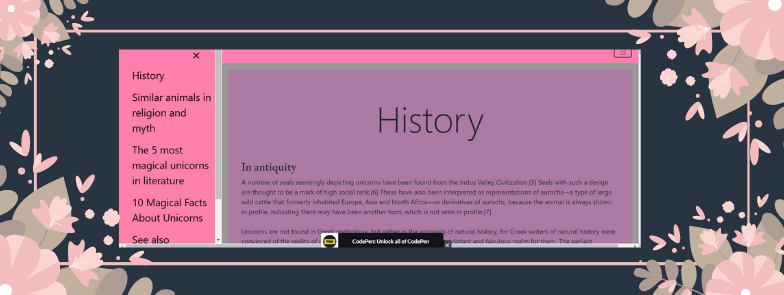 ×
History
Similar animals in
religion and
myth
The 5 most
magical unicorns
in literature
10 Magical Facts
About Unicorns
See also
History
In antiquity
A number of seals seemingly depicting unicorns have been found from the Indus Valley Civilization.[5] Seals with such a design
are thought to be a mark of high social rank.[6] These have also been interpreted as representations of aurochs—a type of large
wild cattle that formerly inhabited Europe, Asia and North Africa—or derivatives of aurochs, because the animal is always shown
in profile, indicating there may have been another horn, which is not seen in profile.[7]
Unicorns are not found in Greek mythology, but rather in the accounts of natural history, for Greek writers of natural history were
convinced of the reality of distant and fabulous realm for them. The earliest
PRO CodePen: Unlock all of CodePen